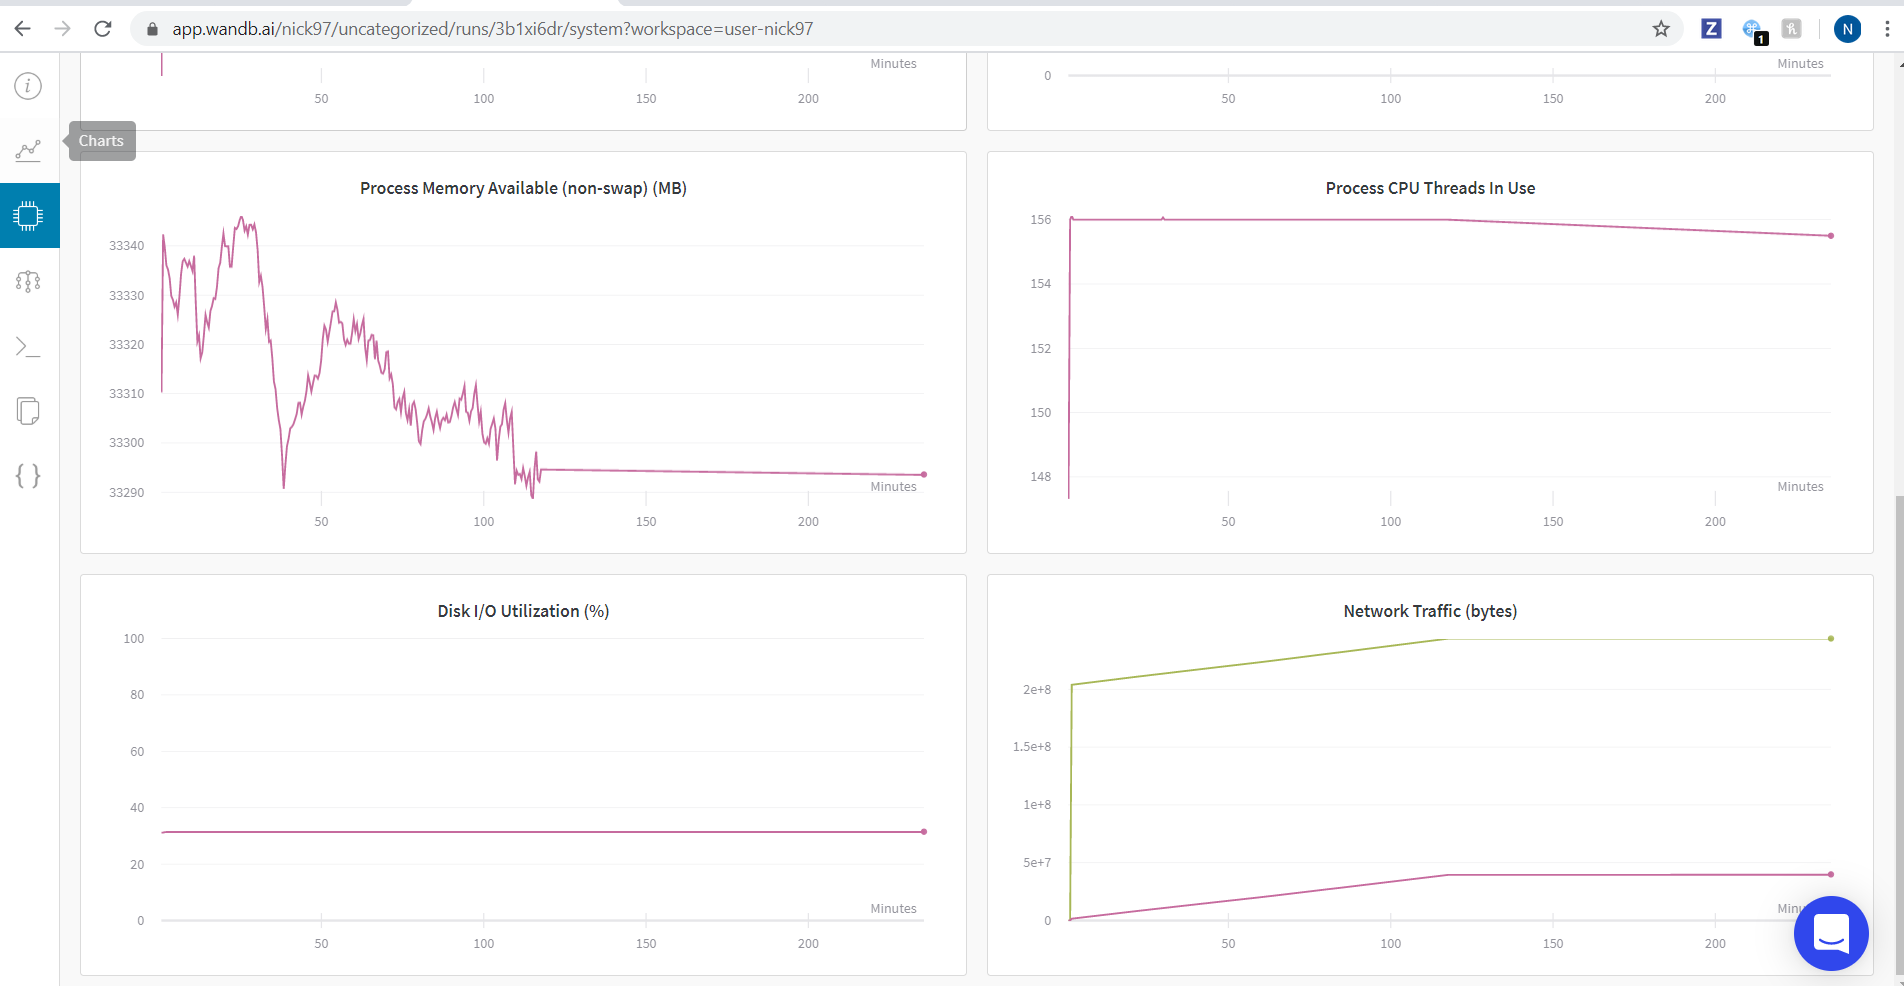 app.wandb.ai/nick97/uncategorized/runs/3b1xi6dr/system?workspace=user-nick97
Z
1
h
N
i
Charts
Minutes
50 100 150 200
0
Minutes
50 100 150 200
Process Memory Available (non-swap) (MB)
33340
33330
33320
33310
33300
33290
Minutes
50 100 150 200
Process CPU Threads In Use
156
154
152
150
148
Minutes
50 100 150 200
Disk I/O Utilization (%)
100
80
60
40
20
0
Minutes
50 100 150 200
Network Traffic (bytes)
2e+8
1.5e+8
1e+8
5e+7
0
50 100 150 200